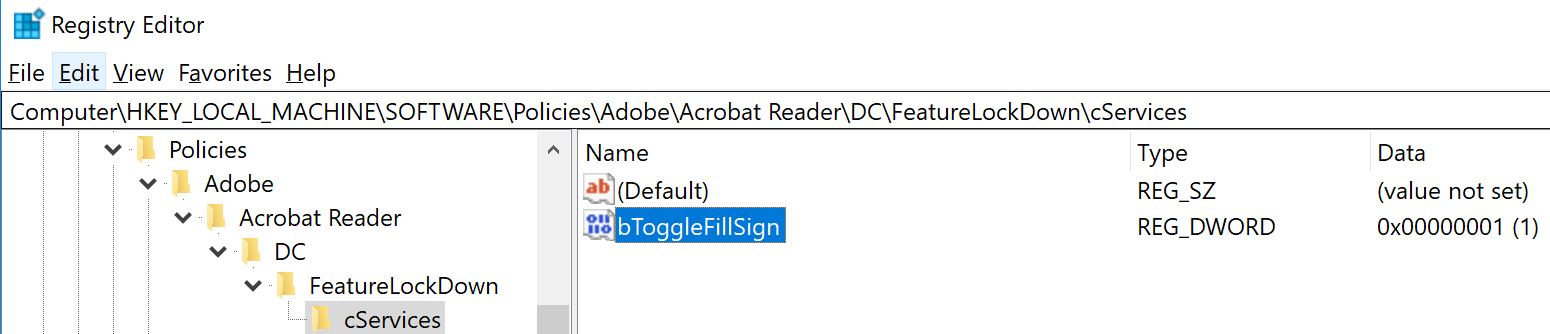 Registry Editor
File Edit View Favorites Help
Computer\HKEY_LOCAL_MACHINE\SOFTWARE\Policies\Adobe\Acrobat Reader\DC\FeatureLockDown\cServices
Policies
Adobe
Acrobat Reader
DC
FeatureLockDown
cServices
Name Type Data
(Default) REG_SZ (value not set)
bToggleFillSign REG_DWORD 0x00000001 (1)